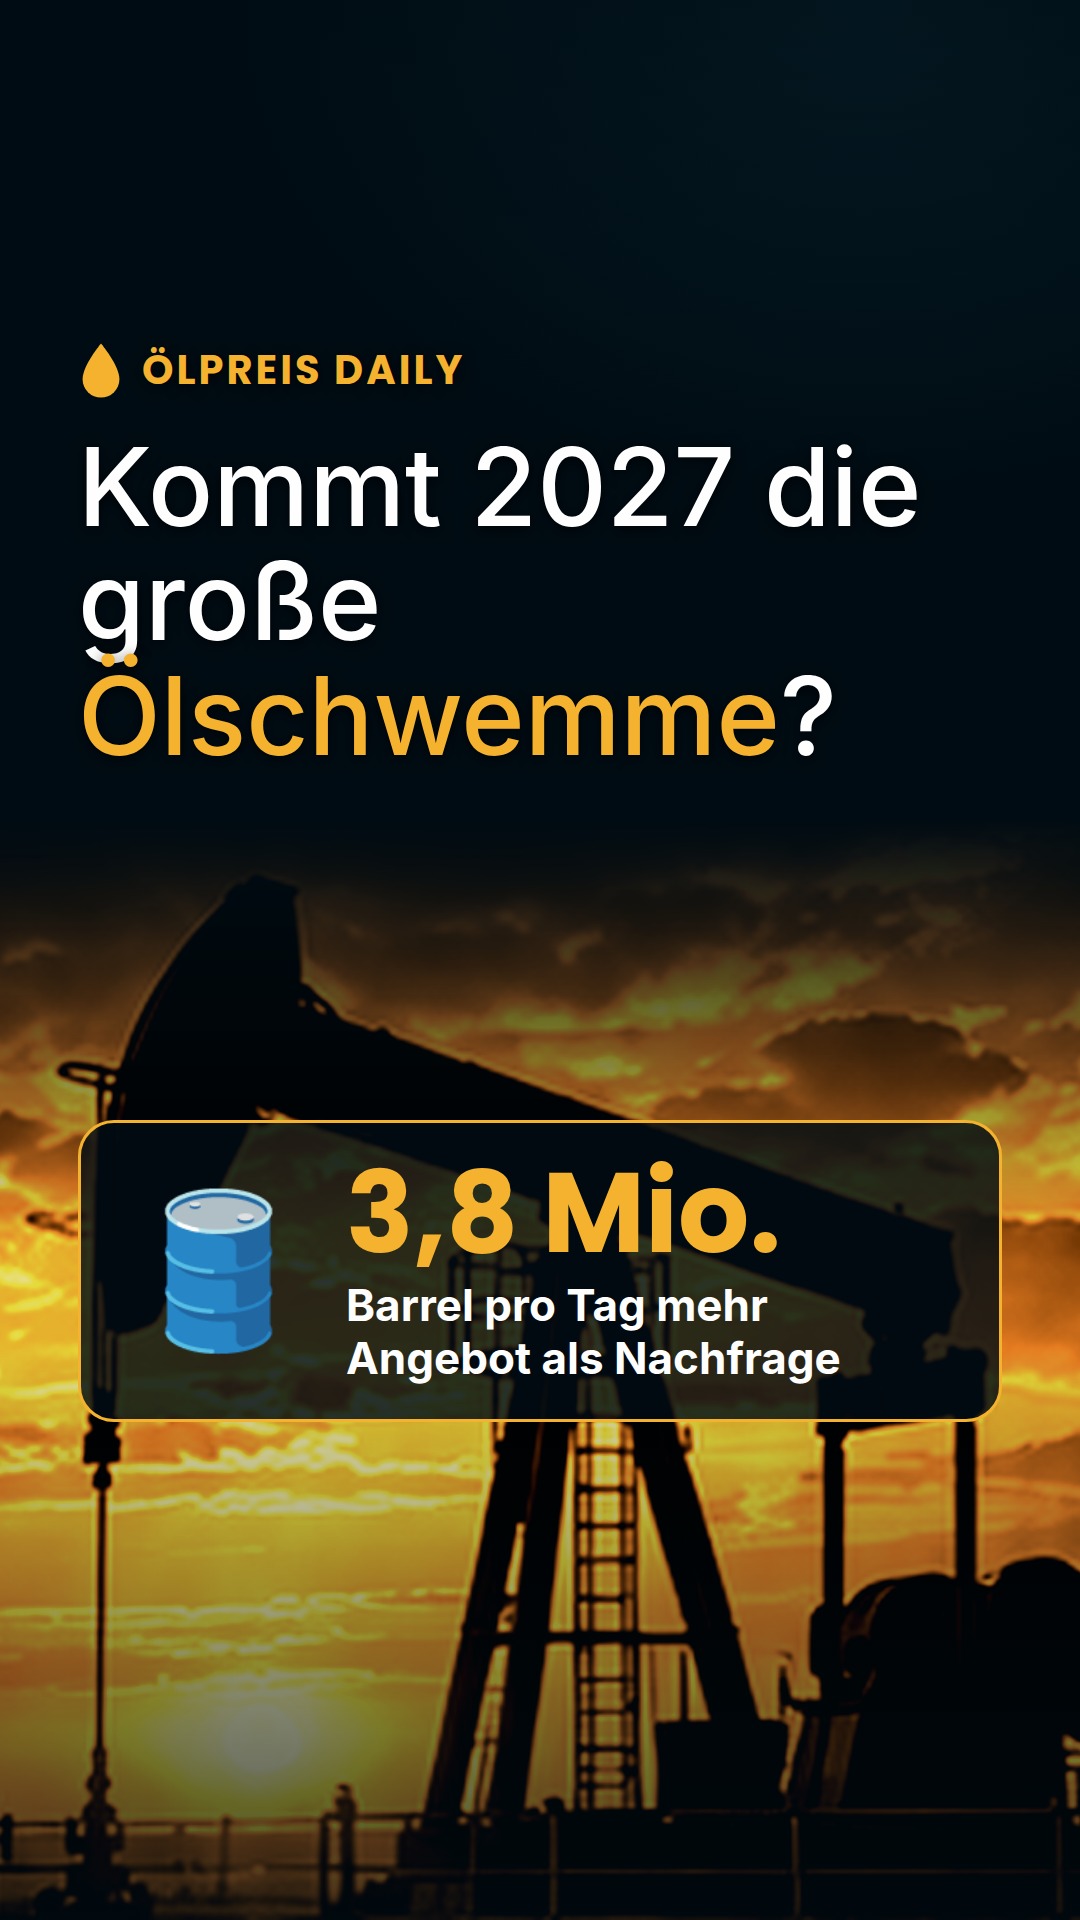 ÖLPREIS DAILY
Kommt 2027 die
große
Ölschwemme?
3,8 Mio.
Barrel pro Tag mehr
Angebot als Nachfrage